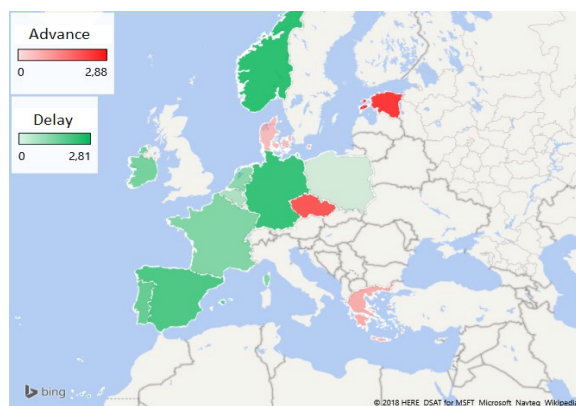 Advance
0 2,88
Delay
0 2,81
bing
© 2018 HERE DSAT for MSFT Microsoft Navteq Wikipedia